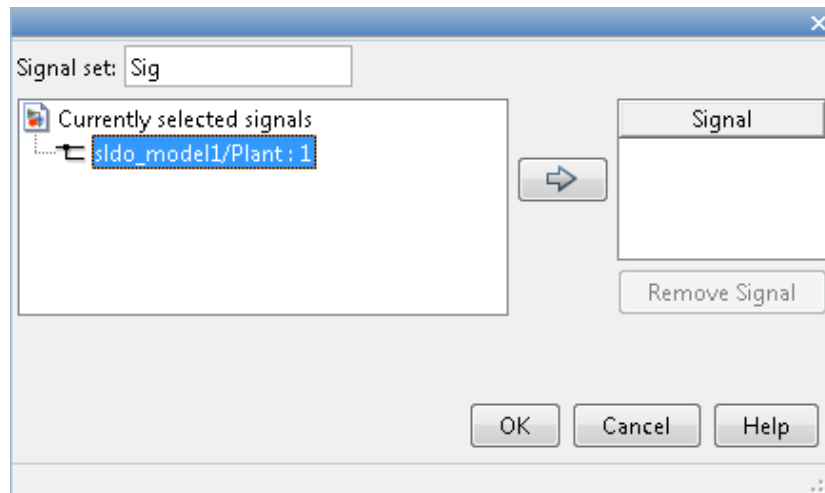 Signal set: Sig
Currently selected signals
sldo_model1/Plant : 1
Signal
Remove Signal
OK Cancel Help